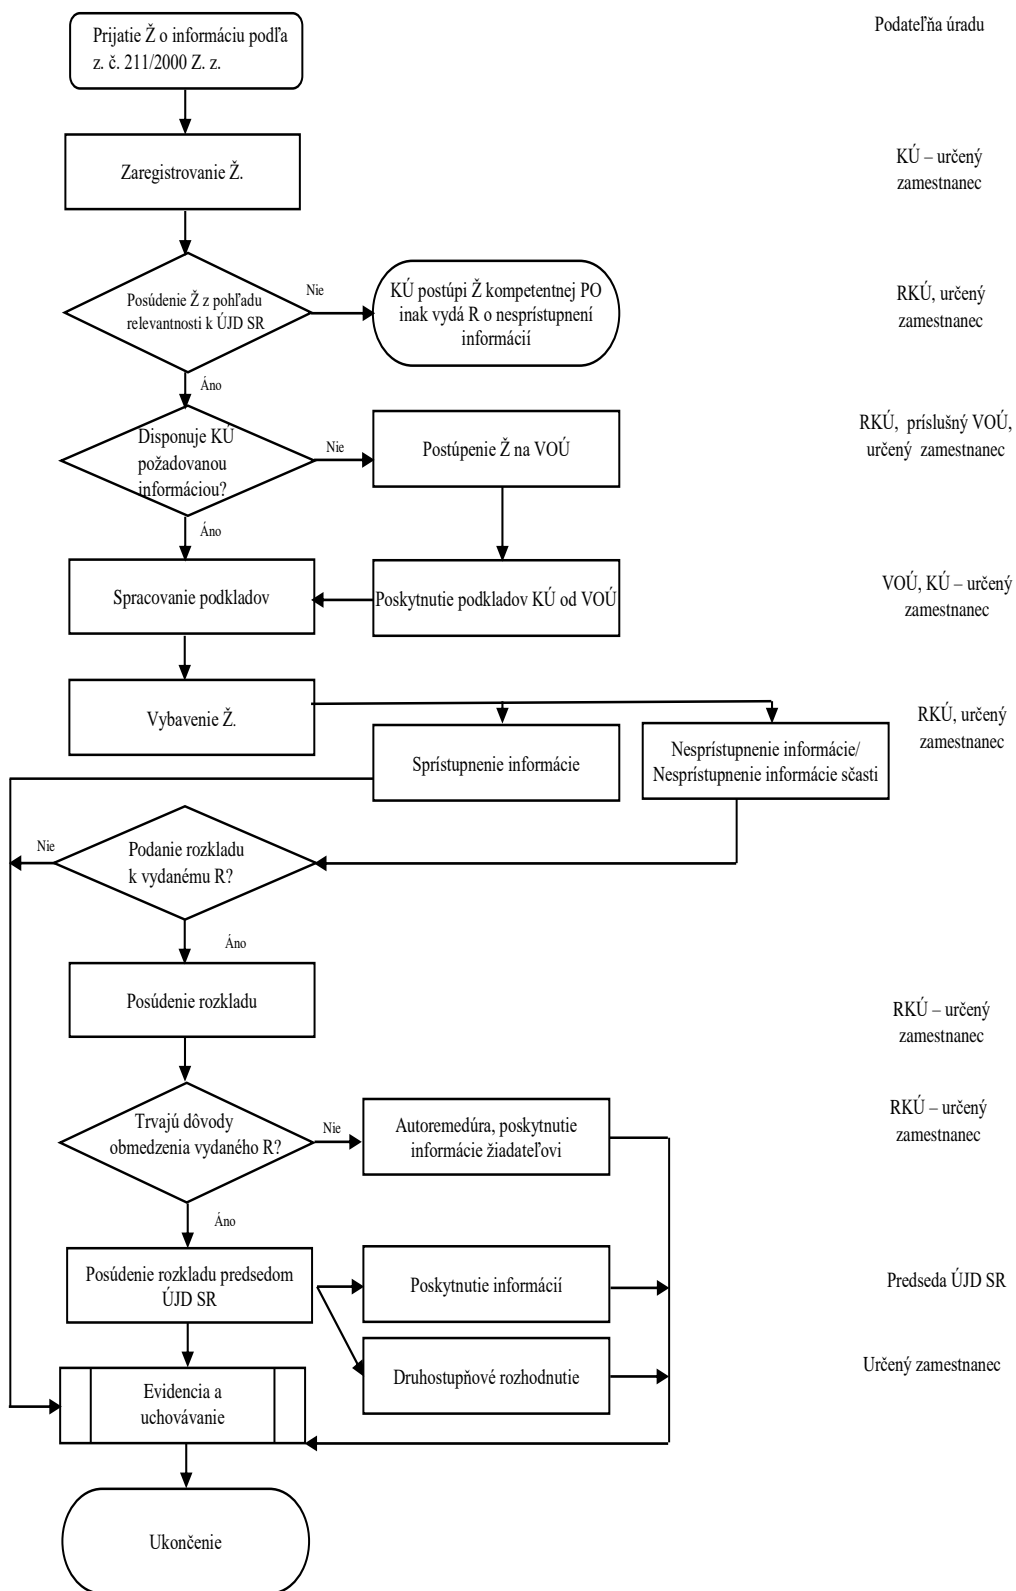 Prijatie Ž o informáciu podľa
z. č. 211/2000 Z. z.
Podateľňa úradu
Zaregistrovanie Ž.
KÚ – určený
zamestnanec
Posúdenie Ž z pohľadu
relevantnosti k ÚJD SR
Nie
KÚ postúpi Ž kompetentnej PO
inak vydá R o nesprístupnení
informácií
RKÚ, určený
zamestnanec
Áno
Disponuje KÚ
požadovanou
informáciou?
Nie
Postúpenie Ž na VOÚ
RKÚ, príslušný VOÚ,
určený zamestnanec
Áno
Spracovanie podkladov
Poskytnutie podkladov KÚ od VOÚ
VOÚ, KÚ – určený
zamestnanec
Vybavenie Ž.
Sprístupnenie informácie
Nesprístupnenie informácie/
Nesprístupnenie informácie sčasti
RKÚ, určený
zamestnanec
Nie
Podanie rozkladu
k vydanému R?
Áno
Posúdenie rozkladu
RKÚ – určený
zamestnanec
Trvajú dôvody
obmedzenia vydaného R?
Nie
Autoremedúra, poskytnutie
informácie žiadateľovi
RKÚ – určený
zamestnanec
Áno
Posúdenie rozkladu predsedom
ÚJD SR
Poskytnutie informácií
Predseda ÚJD SR
Druhostupňové rozhodnutie
Určený zamestnanec
Evidencia a
uchovávanie
Ukončenie